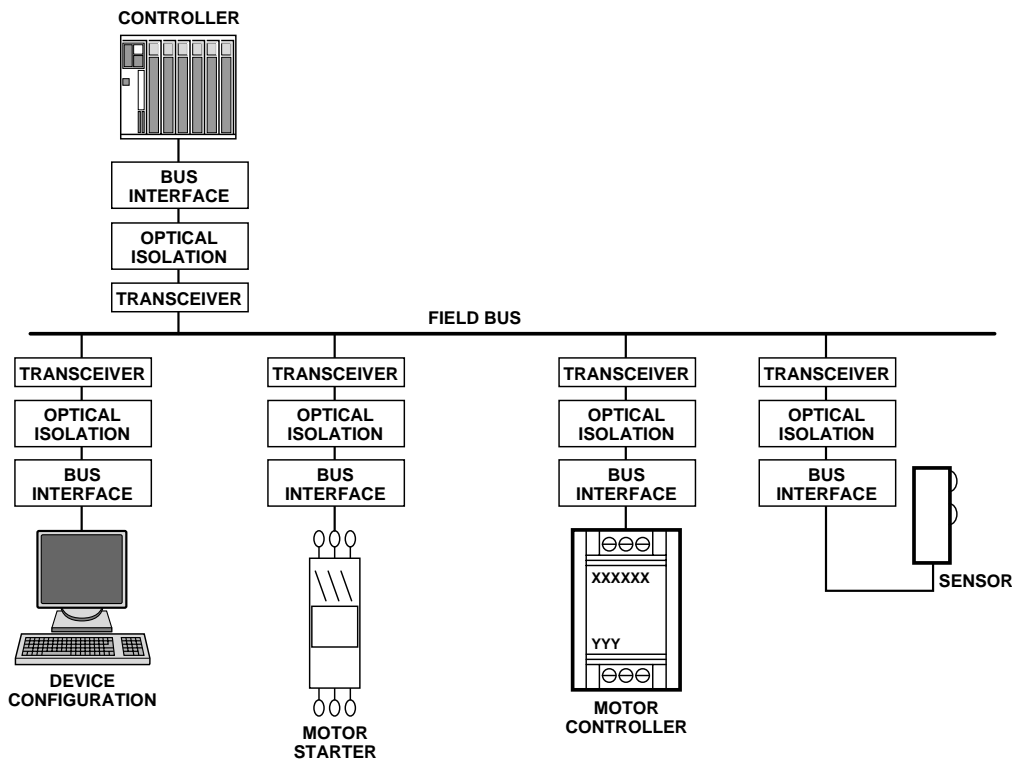 CONTROLLER
BUS
INTERFACE
OPTICAL
ISOLATION
TRANSCEIVER
FIELD BUS
TRANSCEIVER
OPTICAL
ISOLATION
BUS
INTERFACE
DEVICE
CONFIGURATION
TRANSCEIVER
OPTICAL
ISOLATION
BUS
INTERFACE
MOTOR
STARTER
TRANSCEIVER
OPTICAL
ISOLATION
BUS
INTERFACE
XXXXXX
YYY
MOTOR
CONTROLLER
TRANSCEIVER
OPTICAL
ISOLATION
BUS
INTERFACE
SENSOR